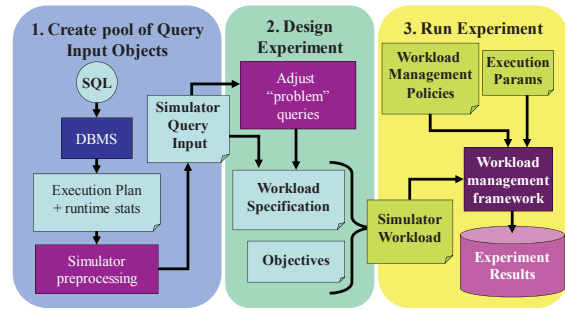 1. Create pool of Query
Input Objects
SQL
DBMS
Execution Plan
+ runtime stats
Simulator
preprocessing
Simulator
Query
Input
2. Design
Experiment
Adjust
“problem”
queries
Workload
Specification
Objectives
Simulator
Workload
3. Run Experiment
Workload
Management
Policies
Execution
Params
Workload
management
framework
Experiment
Results